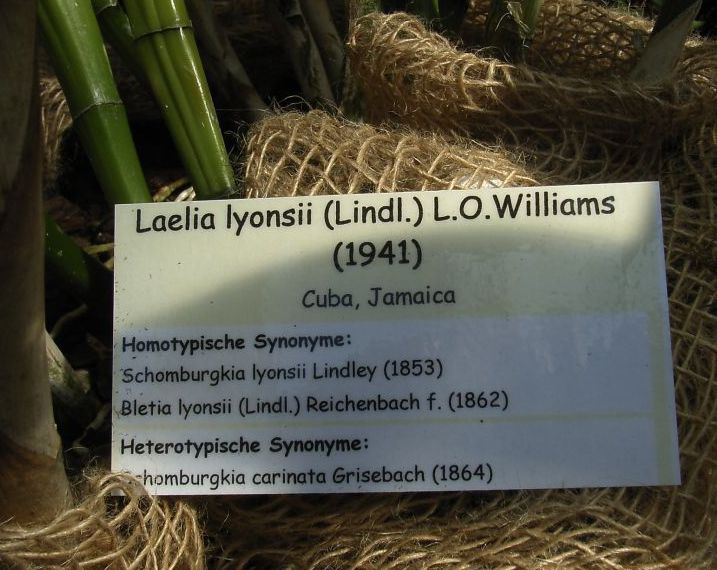 Laelia lyonsii (Lindl.) L.O.Williams
(1941)
Cuba, Jamaica
Homotypische Synonyme:
Schomburgkia lyonsii Lindley (1853)
Bletia lyonsii (Lindl.) Reichenbach f. (1862)
Heterotypische Synonyme:
Schomburgkia carinata Grisebach (1864)